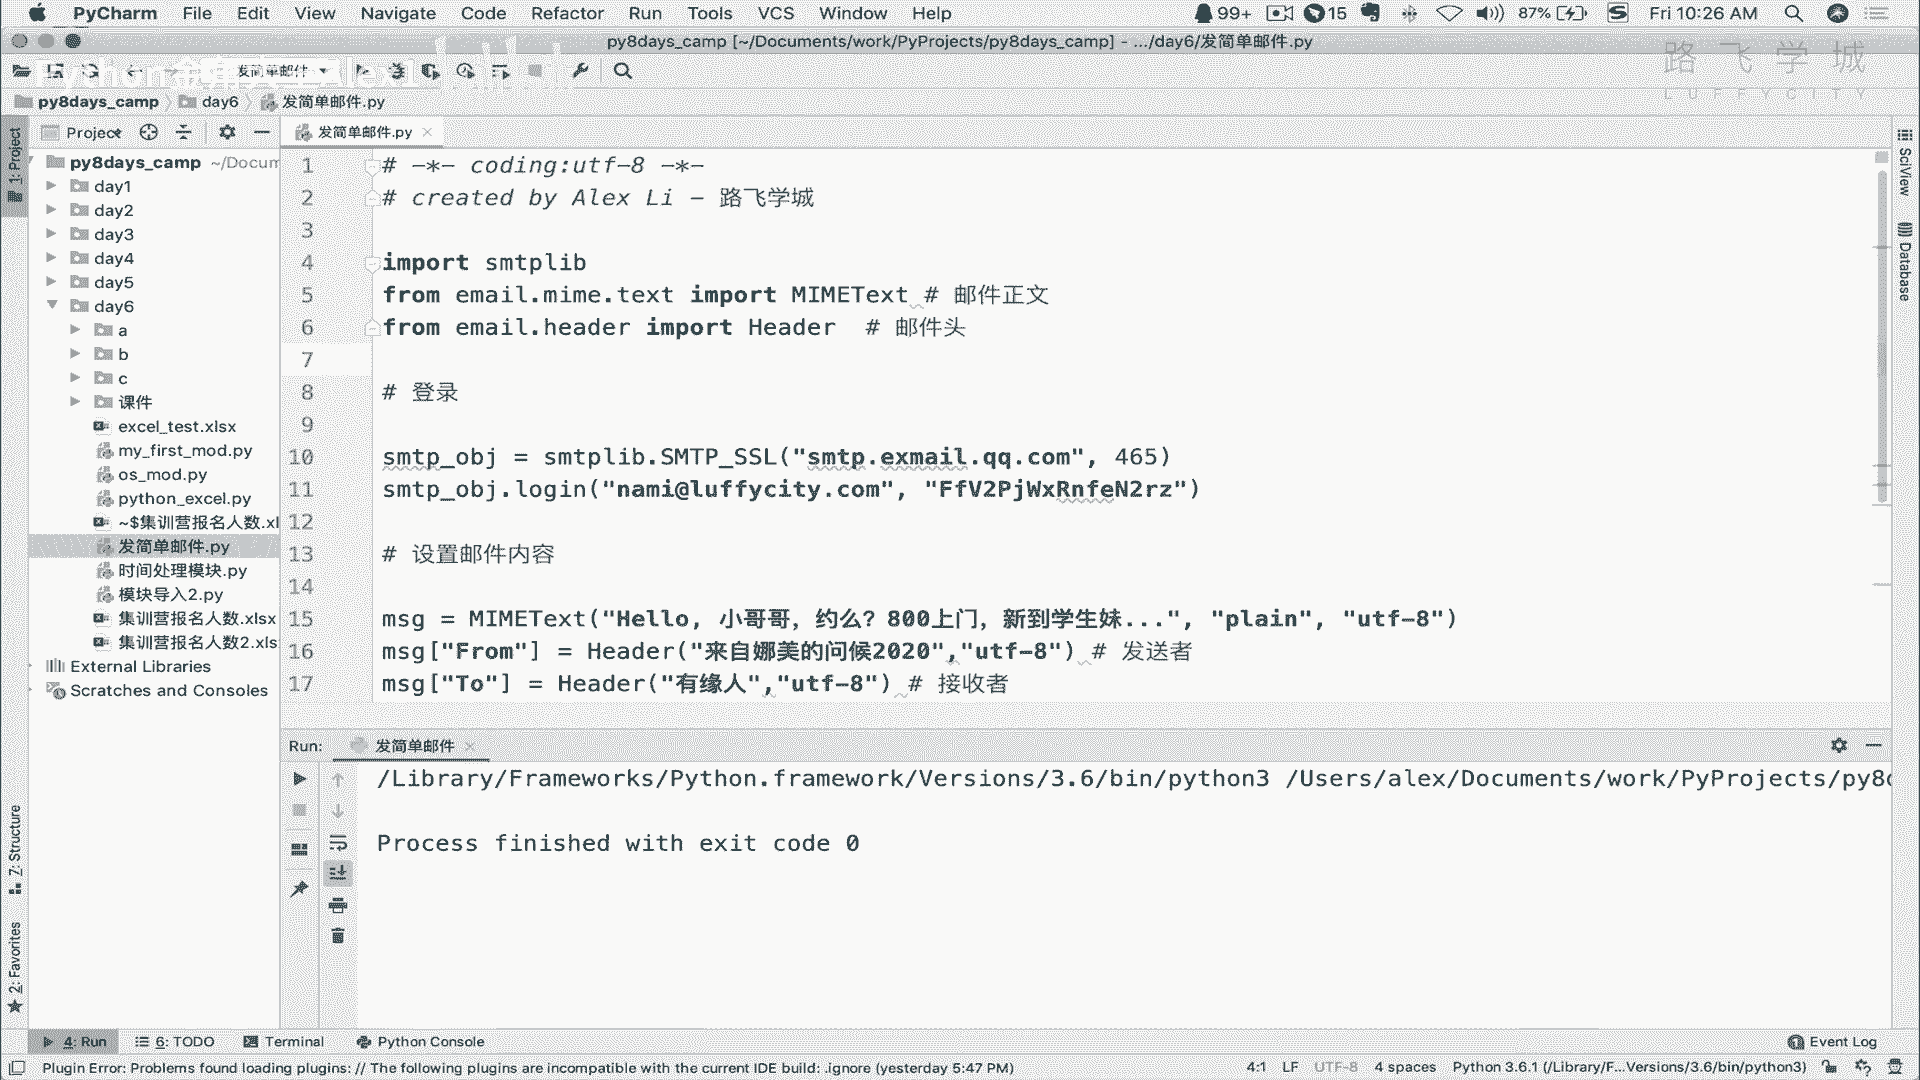 PyCharm File Edit View Navigate Code Refactor Run Tools VCS Window Help 99+ 15 87% Fri 10:26 AM
py8days_camp [~/Documents/work/PyProjects/py8days_camp] - .../day6/发简单邮件.py
发简单邮件
路飞学城
LUFFYCITY
py8days_camp day6 发简单邮件.py
Project
发简单邮件.py
1: Project
py8days_camp ~/Docum
day1
day2
day3
day4
day5
day6
a
b
c
课件
excel_test.xlsx
my_first_mod.py
os_mod.py
python_excel.py
~$集训营报名人数.xl
发简单邮件.py
时间处理模块.py
模块导入2.py
集训营报名人数.xlsx
集训营报名人数2.xls
External Libraries
Scratches and Consoles
1 # -*- coding:utf-8 -*-
2 # created by Alex Li - 路飞学城
3
4 import smtplib
5 from email.mime.text import MIMEText # 邮件正文
6 from email.header import Header  # 邮件头
7
8 # 登录
9
10 smtp_obj = smtplib.SMTP_SSL("smtp.exmail.qq.com", 465)
11 smtp_obj.login("nami@luffycity.com", "FfV2PjWxRnfeN2rz")
12
13 # 设置邮件内容
14
15 msg = MIMEText("Hello, 小哥哥，约么？800上门，新到学生妹...", "plain", "utf-8")
16 msg["From"] = Header("来自娜美的问候2020","utf-8") # 发送者
17 msg["To"] = Header("有缘人","utf-8") # 接收者
SciView
Database
Run: 发简单邮件
/Library/Frameworks/Python.framework/Versions/3.6/bin/python3 /Users/alex/Documents/work/PyProjects/py8d
Process finished with exit code 0
7: Structure
2: Favorites
4: Run 6: TODO Terminal Python Console Event Log
Plugin Error: Problems found loading plugins: // The following plugins are incompatible with the current IDE build: .ignore (yesterday 5:47 PM) 4:1 LF UTF-8 4 spaces Python 3.6.1 (/Library/F...Versions/3.6/bin/python3)